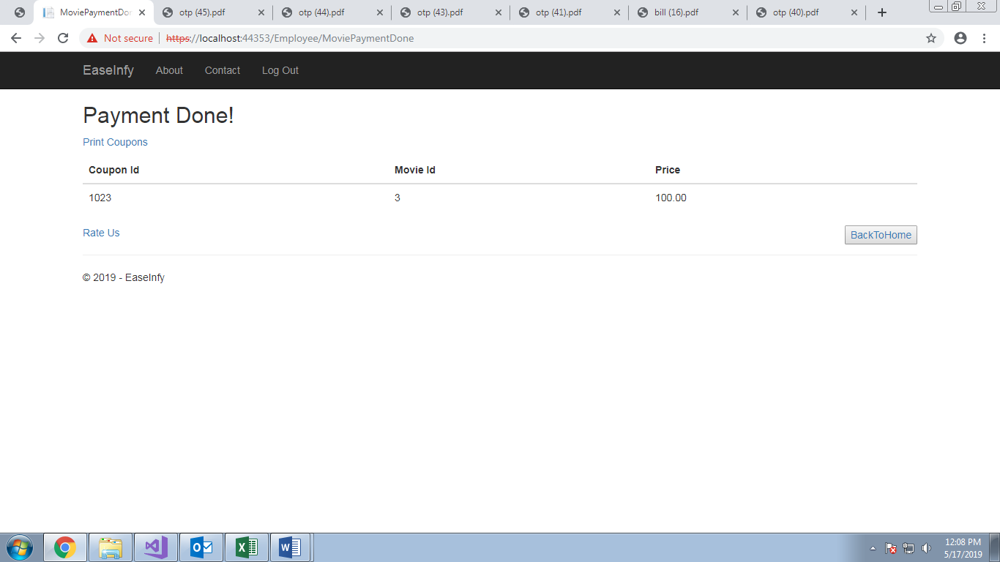 MoviePaymentDon otp (45).pdf otp (44).pdf otp (43).pdf otp (41).pdf bill (16).pdf otp (40).pdf
Not secure https://localhost:44353/Employee/MoviePaymentDone
EaseInfy About Contact Log Out
Payment Done!
Print Coupons
Coupon Id Movie Id Price
1023 3 100.00
Rate Us BackToHome
© 2019 - EaseInfy
12:08 PM
5/17/2019